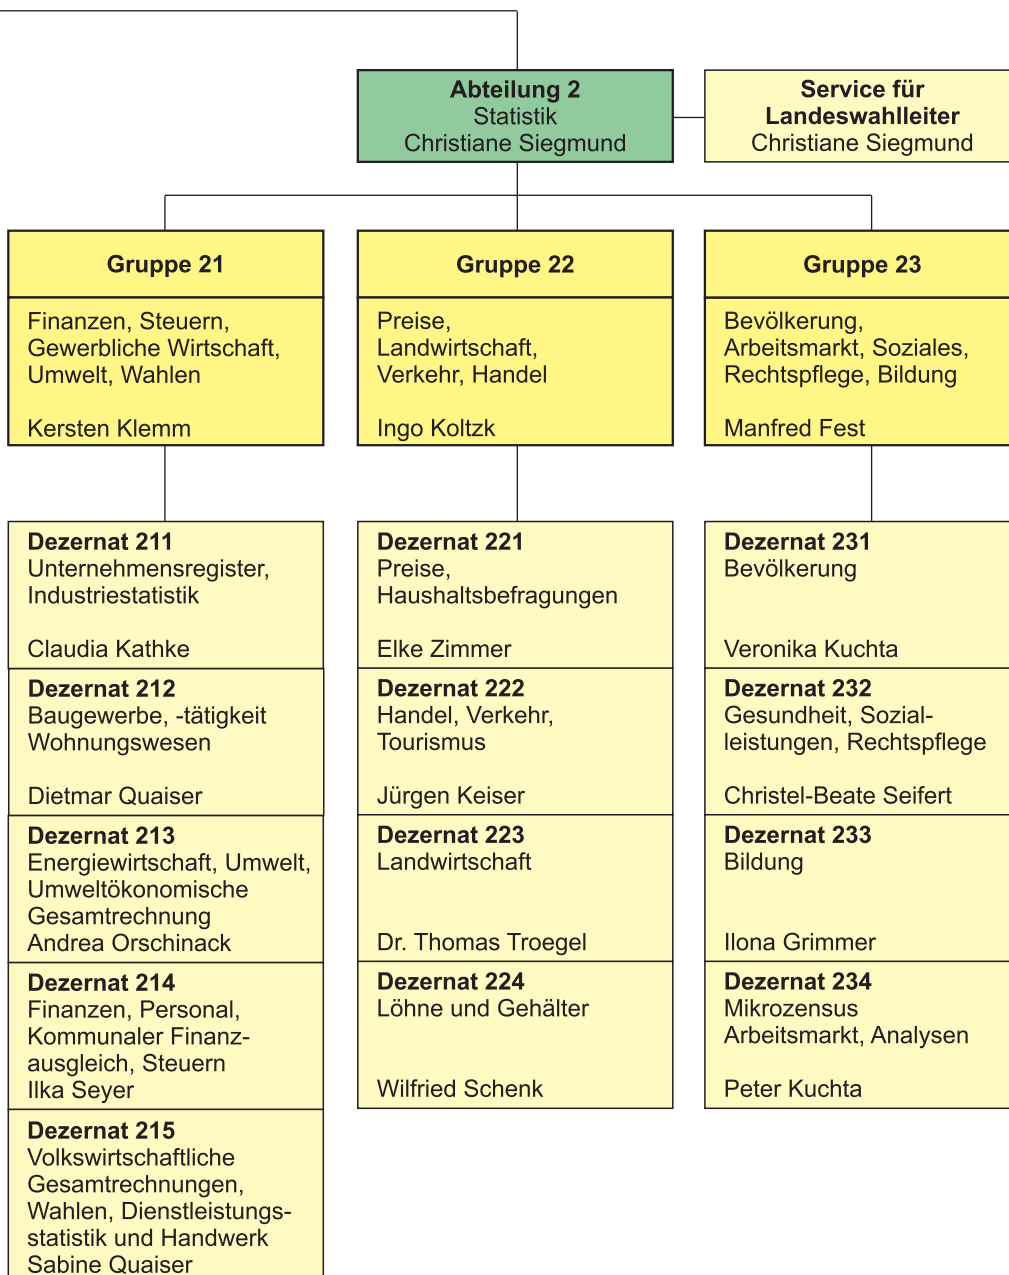 Abteilung 2
Statistik
Christiane Siegmund
Service für
Landeswahlleiter
Christiane Siegmund
Gruppe 21
Finanzen, Steuern,
Gewerbliche Wirtschaft,
Umwelt, Wahlen
Kersten Klemm
Gruppe 22
Preise,
Landwirtschaft,
Verkehr, Handel
Ingo Koltzk
Gruppe 23
Bevölkerung,
Arbeitsmarkt, Soziales,
Rechtspflege, Bildung
Manfred Fest
Dezernat 211
Unternehmensregister,
Industriestatistik
Claudia Kathke
Dezernat 212
Baugewerbe, -tätigkeit
Wohnungswesen
Dietmar Quaiser
Dezernat 213
Energiewirtschaft, Umwelt,
Umweltökonomische
Gesamtrechnung
Andrea Orschinack
Dezernat 214
Finanzen, Personal,
Kommunaler Finanz-
ausgleich, Steuern
Ilka Seyer
Dezernat 215
Volkswirtschaftliche
Gesamtrechnungen,
Wahlen, Dienstleistungs-
statistik und Handwerk
Sabine Quaiser
Dezernat 221
Preise,
Haushaltsbefragungen
Elke Zimmer
Dezernat 222
Handel, Verkehr,
Tourismus
Jürgen Keiser
Dezernat 223
Landwirtschaft
Dr. Thomas Troegel
Dezernat 224
Löhne und Gehälter
Wilfried Schenk
Dezernat 231
Bevölkerung
Veronika Kuchta
Dezernat 232
Gesundheit, Sozial-
leistungen, Rechtspflege
Christel-Beate Seifert
Dezernat 233
Bildung
Ilona Grimmer
Dezernat 234
Mikrozensus
Arbeitsmarkt, Analysen
Peter Kuchta